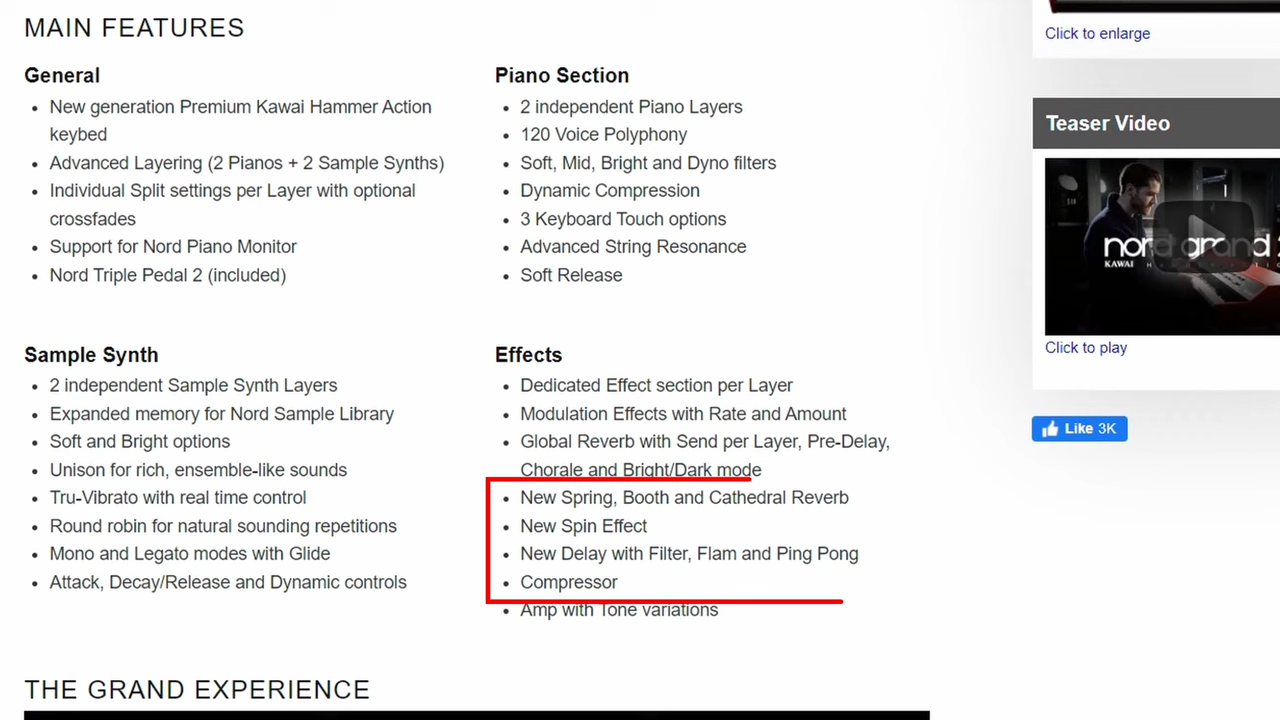 MAIN FEATURES
General
New generation Premium Kawai Hammer Action
keybed
Advanced Layering (2 Pianos + 2 Sample Synths)
Individual Split settings per Layer with optional
crossfades
Support for Nord Piano Monitor
Nord Triple Pedal 2 (included)
Piano Section
2 independent Piano Layers
120 Voice Polyphony
Soft, Mid, Bright and Dyno filters
Dynamic Compression
3 Keyboard Touch options
Advanced String Resonance
Soft Release
Sample Synth
2 independent Sample Synth Layers
Expanded memory for Nord Sample Library
Soft and Bright options
Unison for rich, ensemble-like sounds
Tru-Vibrato with real time control
Round robin for natural sounding repetitions
Mono and Legato modes with Glide
Attack, Decay/Release and Dynamic controls
Effects
Dedicated Effect section per Layer
Modulation Effects with Rate and Amount
Global Reverb with Send per Layer, Pre-Delay,
Chorale and Bright/Dark mode
New Spring, Booth and Cathedral Reverb
New Spin Effect
New Delay with Filter, Flam and Ping Pong
Compressor
Amp with Tone variations
THE GRAND EXPERIENCE
Click to enlarge
Teaser Video
nord grand
KAWAI
Click to play
Like 3K